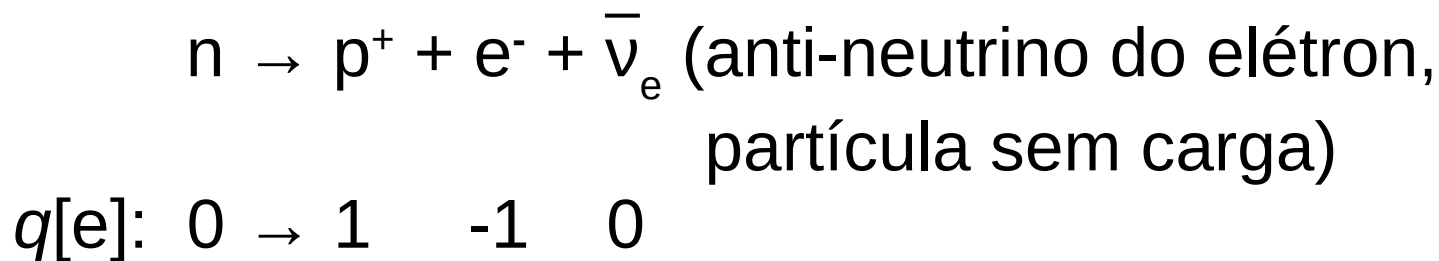 n → p⁺ + e⁻ + ν̅ₑ (anti-neutrino do elétron,
partícula sem carga)
q[e]: 0 → 1 -1 0